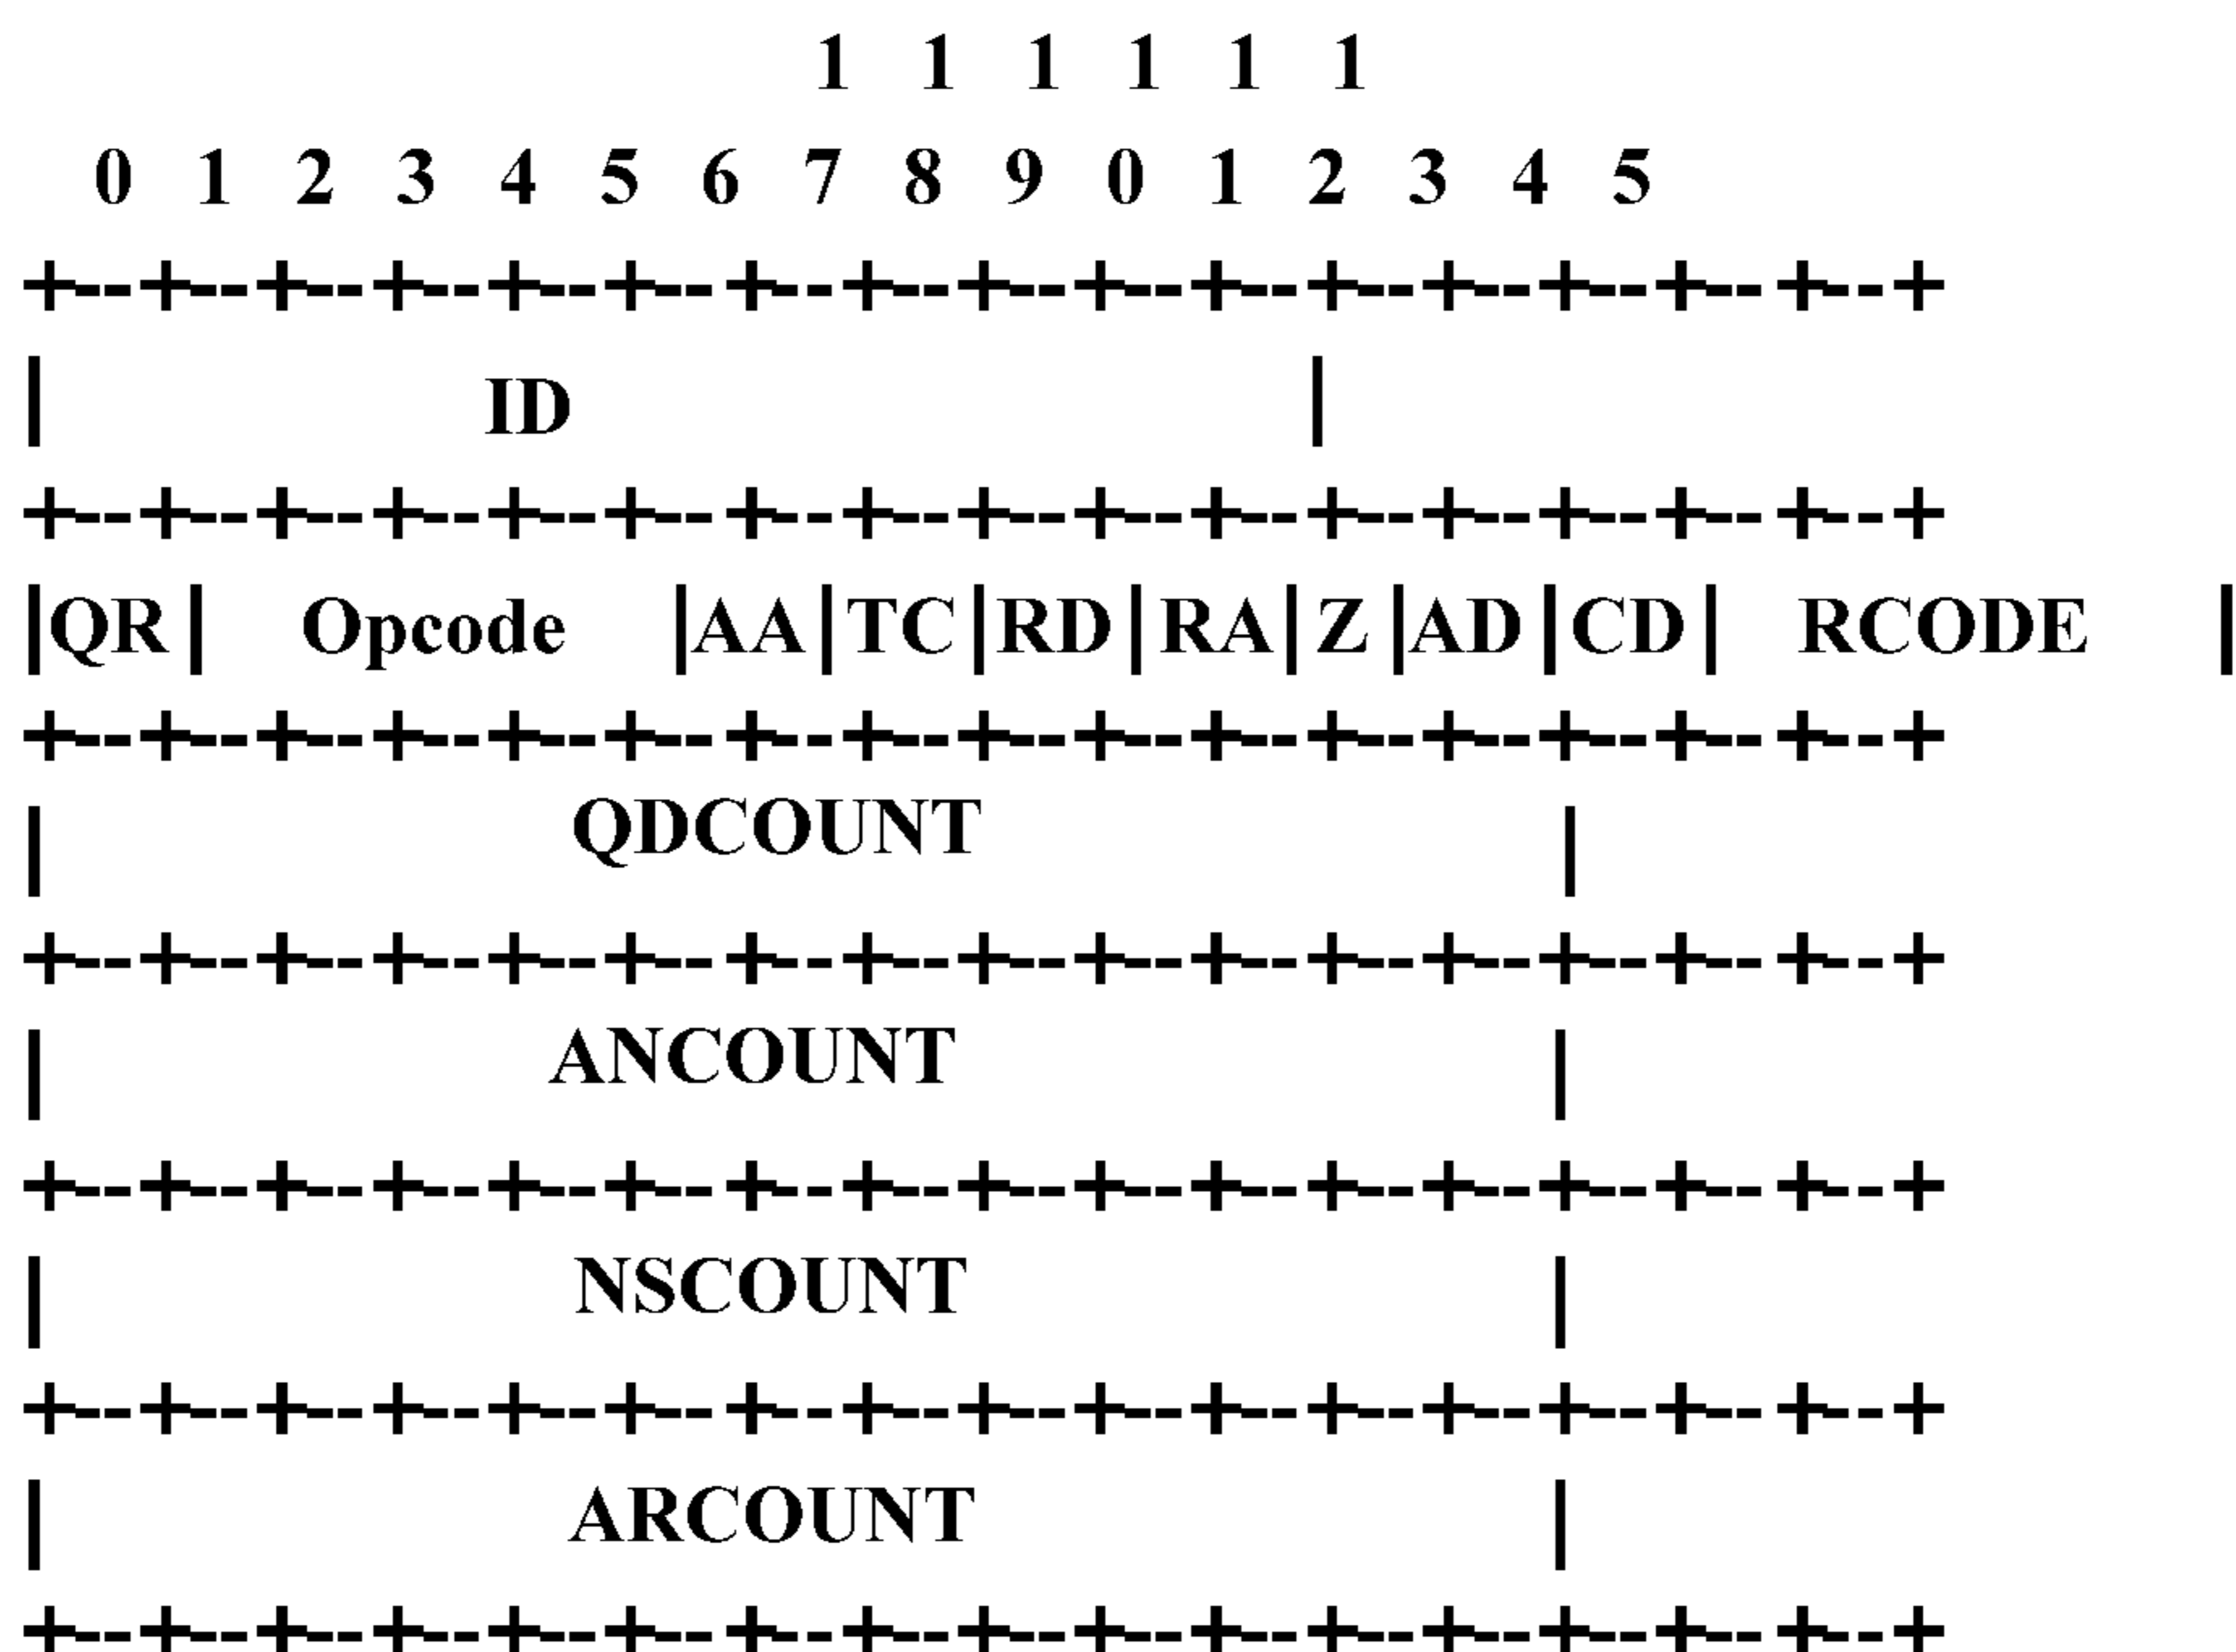 1 1 1 1 1 1
0 1 2 3 4 5 6 7 8 9 0 1 2 3 4 5
+--+--+--+--+--+--+--+--+--+--+--+--+--+--+--+--+
| ID |
+--+--+--+--+--+--+--+--+--+--+--+--+--+--+--+--+
|QR| Opcode |AA|TC|RD|RA|Z|AD|CD| RCODE |
+--+--+--+--+--+--+--+--+--+--+--+--+--+--+--+--+
| QDCOUNT |
+--+--+--+--+--+--+--+--+--+--+--+--+--+--+--+--+
| ANCOUNT |
+--+--+--+--+--+--+--+--+--+--+--+--+--+--+--+--+
| NSCOUNT |
+--+--+--+--+--+--+--+--+--+--+--+--+--+--+--+--+
| ARCOUNT |
+--+--+--+--+--+--+--+--+--+--+--+--+--+--+--+--+